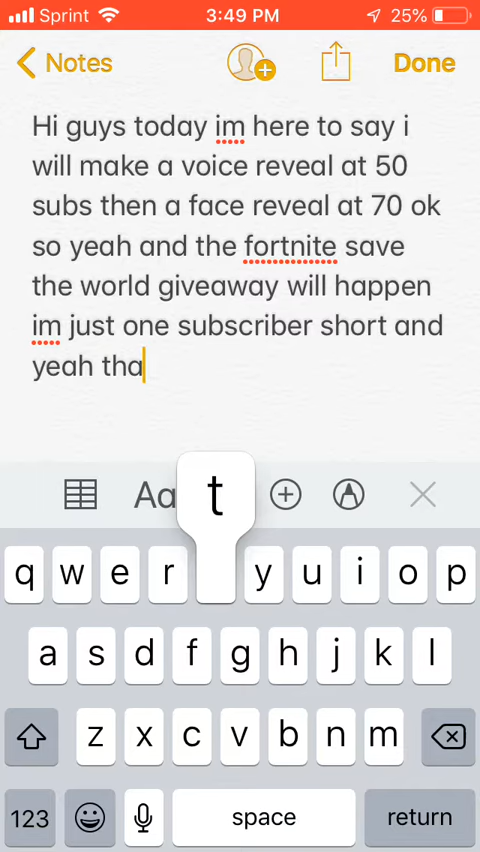 Sprint 3:49 PM 25%
Notes Done
Hi guys today im here to say i
will make a voice reveal at 50
subs then a face reveal at 70 ok
so yeah and the fortnite save
the world giveaway will happen
im just one subscriber short and
yeah tha
Aa t
q w e r y u i o p
a s d f g h j k l
z x c v b n m
123 space return